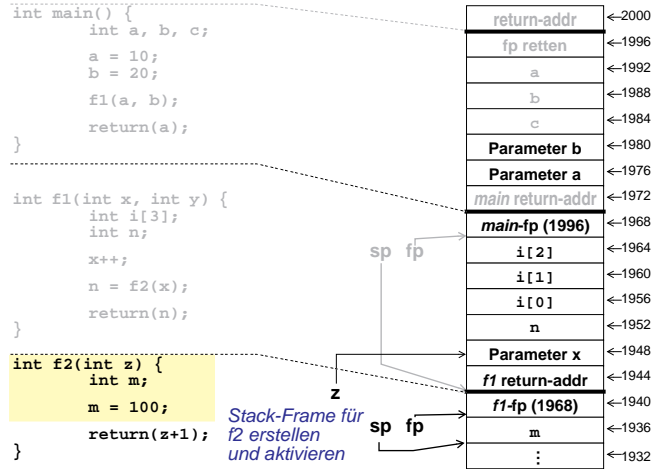 int main() {
int a, b, c;
a = 10;
b = 20;
f1(a, b);
return(a);
}
int f1(int x, int y) {
int i[3];
int n;
x++;
n = f2(x);
return(n);
}
int f2(int z) {
int m;
m = 100;
return(z+1);
}
sp fp
z
Stack-Frame für
f2 erstellen
und aktivieren
sp fp
return-addr
2000
fp retten
1996
a
1992
b
1988
c
1984
Parameter b
1980
Parameter a
1976
main return-addr
1972
main-fp (1996)
1968
i[2]
1964
i[1]
1960
i[0]
1956
n
1952
Parameter x
1948
f1 return-addr
1944
f1-fp (1968)
1940
m
1936
⋮
1932